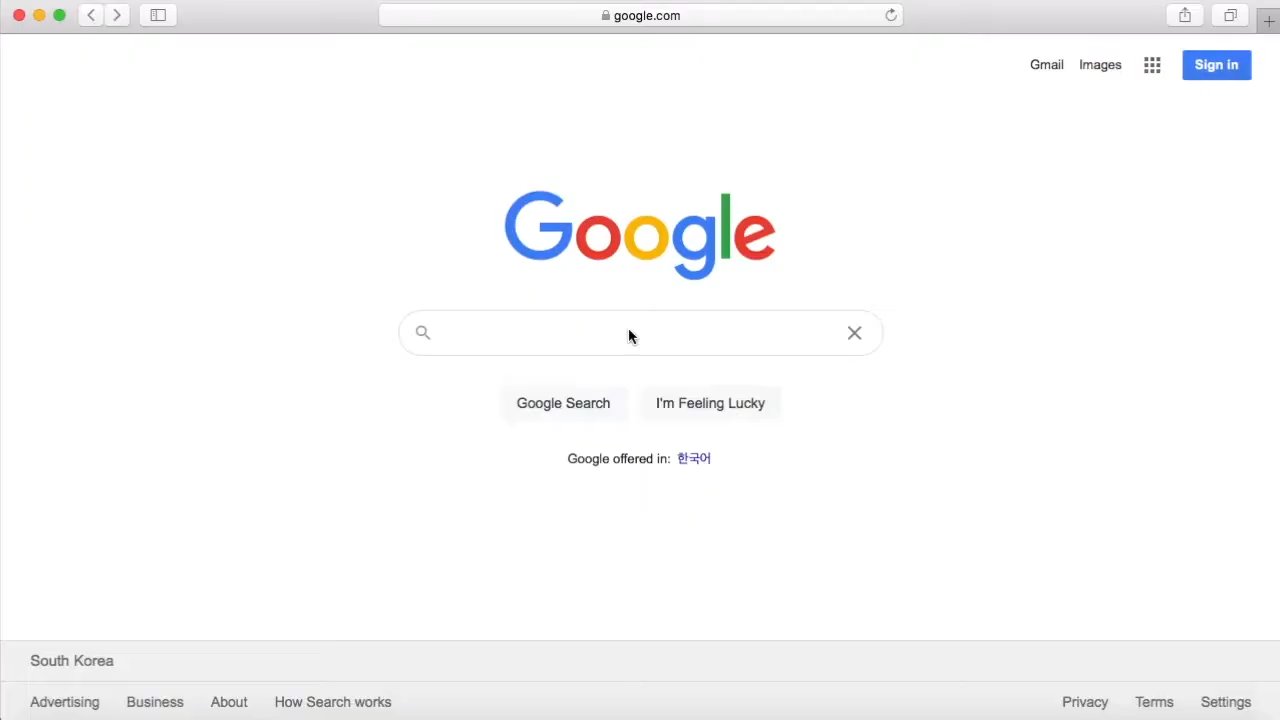 google.com
Gmail Images Sign in
Google
Google Search I'm Feeling Lucky
Google offered in: 한국어
South Korea
Advertising Business About How Search works Privacy Terms Settings